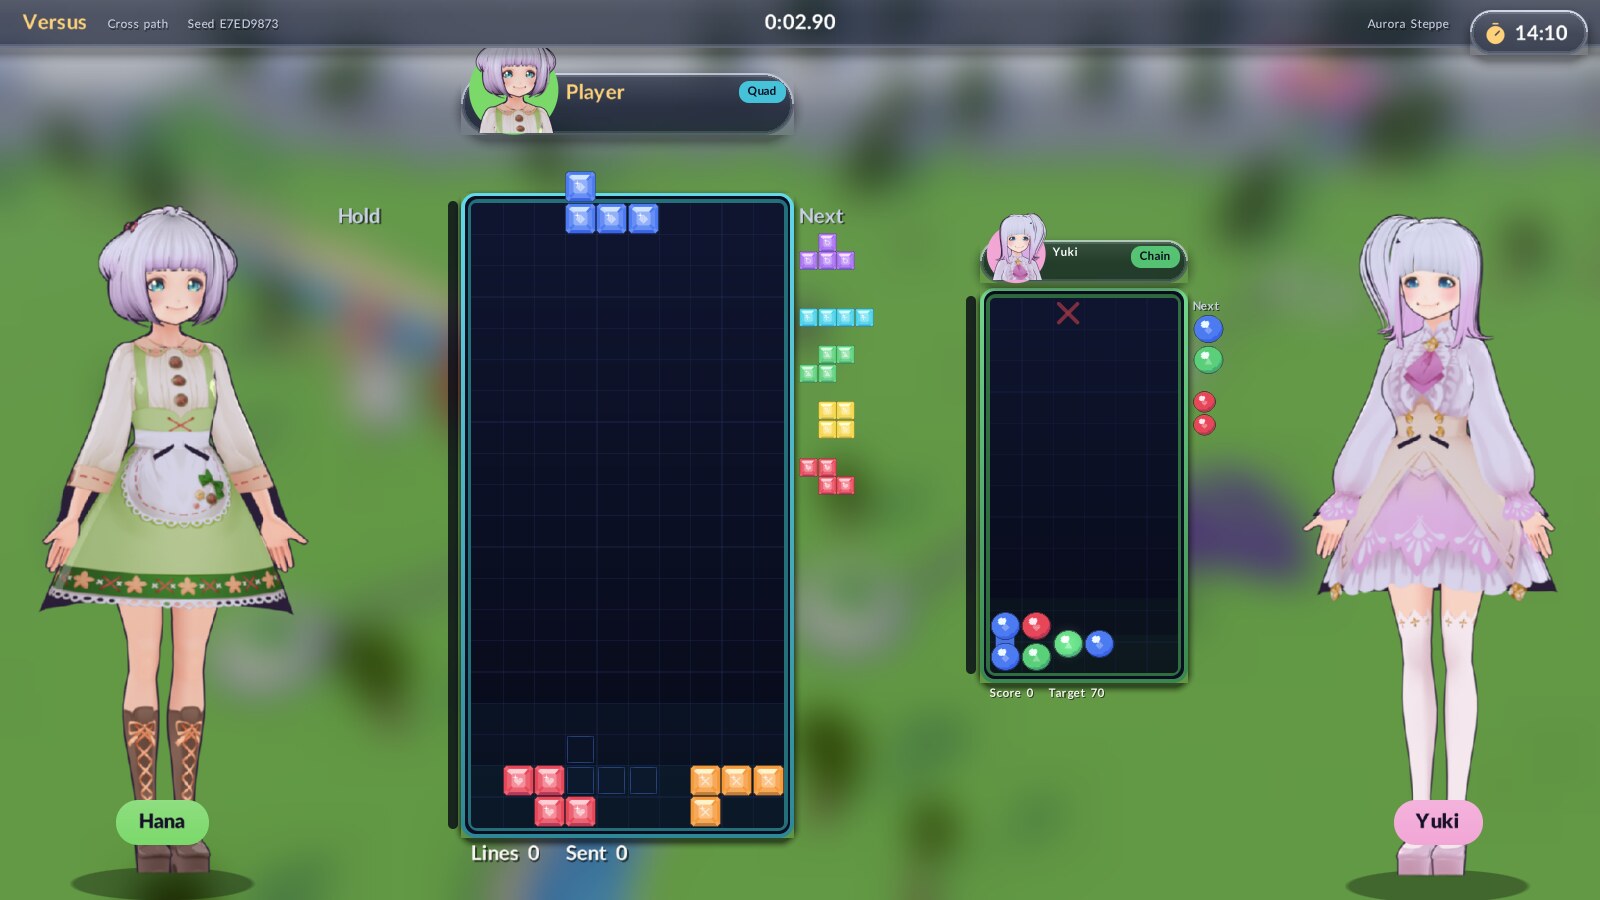 Versus Cross path Seed E7ED9873
0:02.90
Aurora Steppe
14:10
Player Quad
Hold
Next
Yuki Chain
Next
Score 0 Target 70
Hana
Yuki
Lines 0 Sent 0